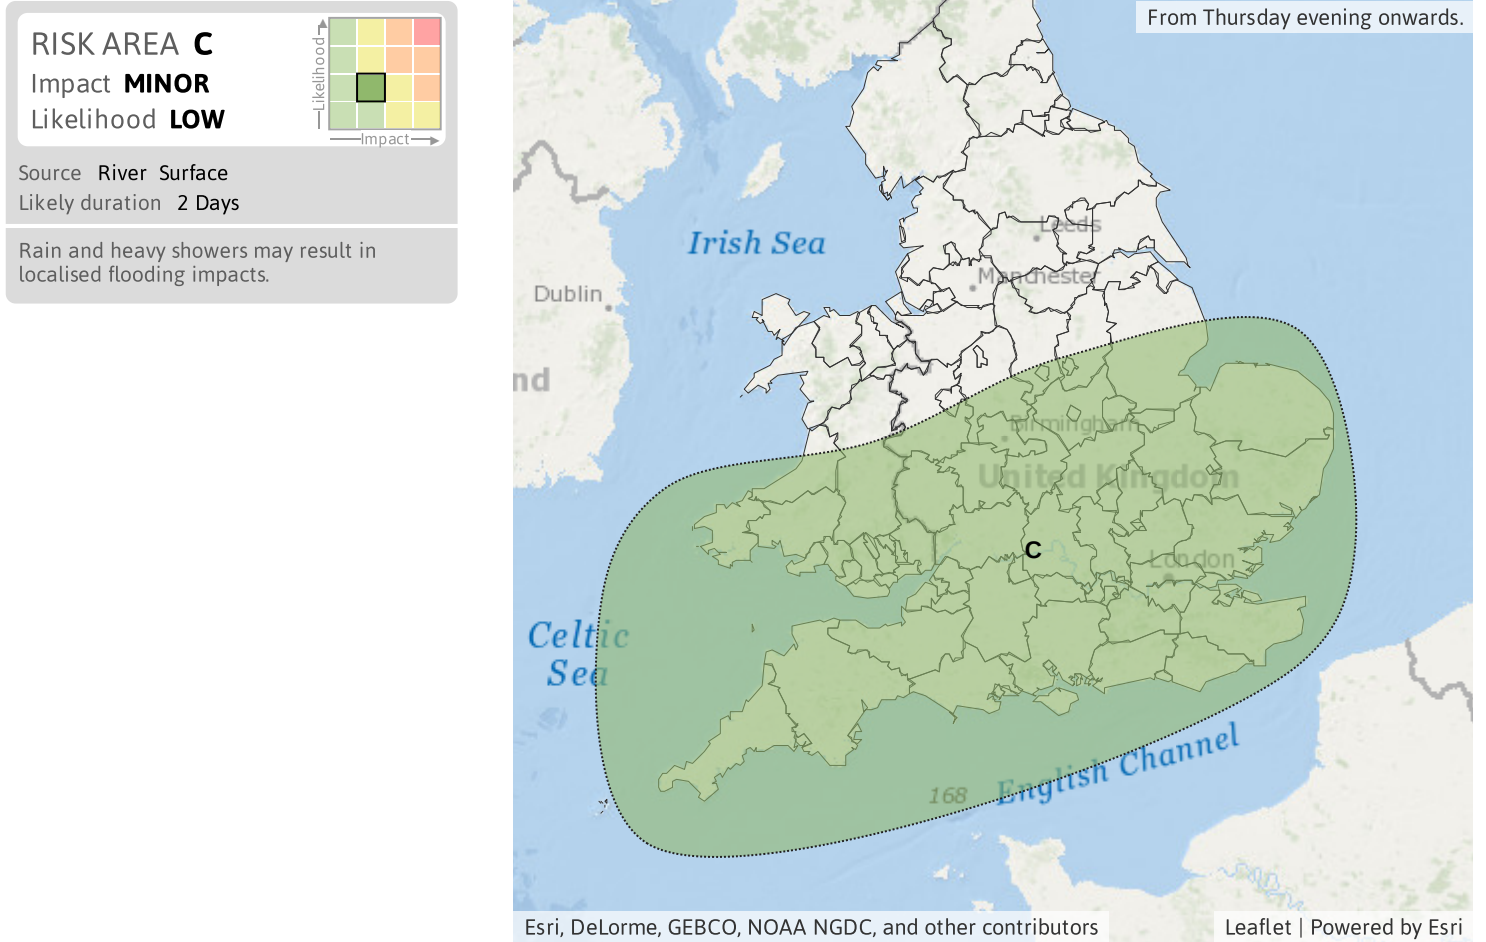 RISK AREA C
Impact MINOR
Likelihood LOW
Likelihood
Impact
Source River Surface
Likely duration 2 Days
Rain and heavy showers may result in
localised flooding impacts.
From Thursday evening onwards.
Leeds
Irish Sea
Manchester
Dublin
nd
Birmingham
United Kingdom
C
London
Celtic
Sea
English Channel
168
Esri, DeLorme, GEBCO, NOAA NGDC, and other contributors
Leaflet | Powered by Esri